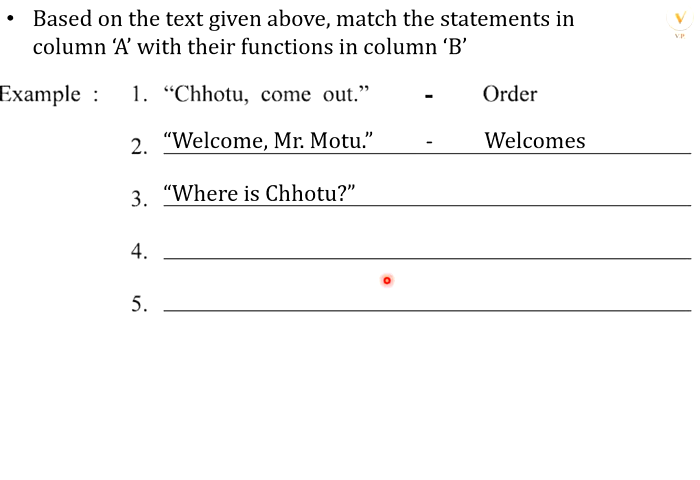 • Based on the text given above, match the statements in
column ‘A’ with their functions in column ‘B’
V.P
Example : 1. “Chhotu, come out.” - Order
2. “Welcome, Mr. Motu.” - Welcomes
3. “Where is Chhotu?”
4.
5.